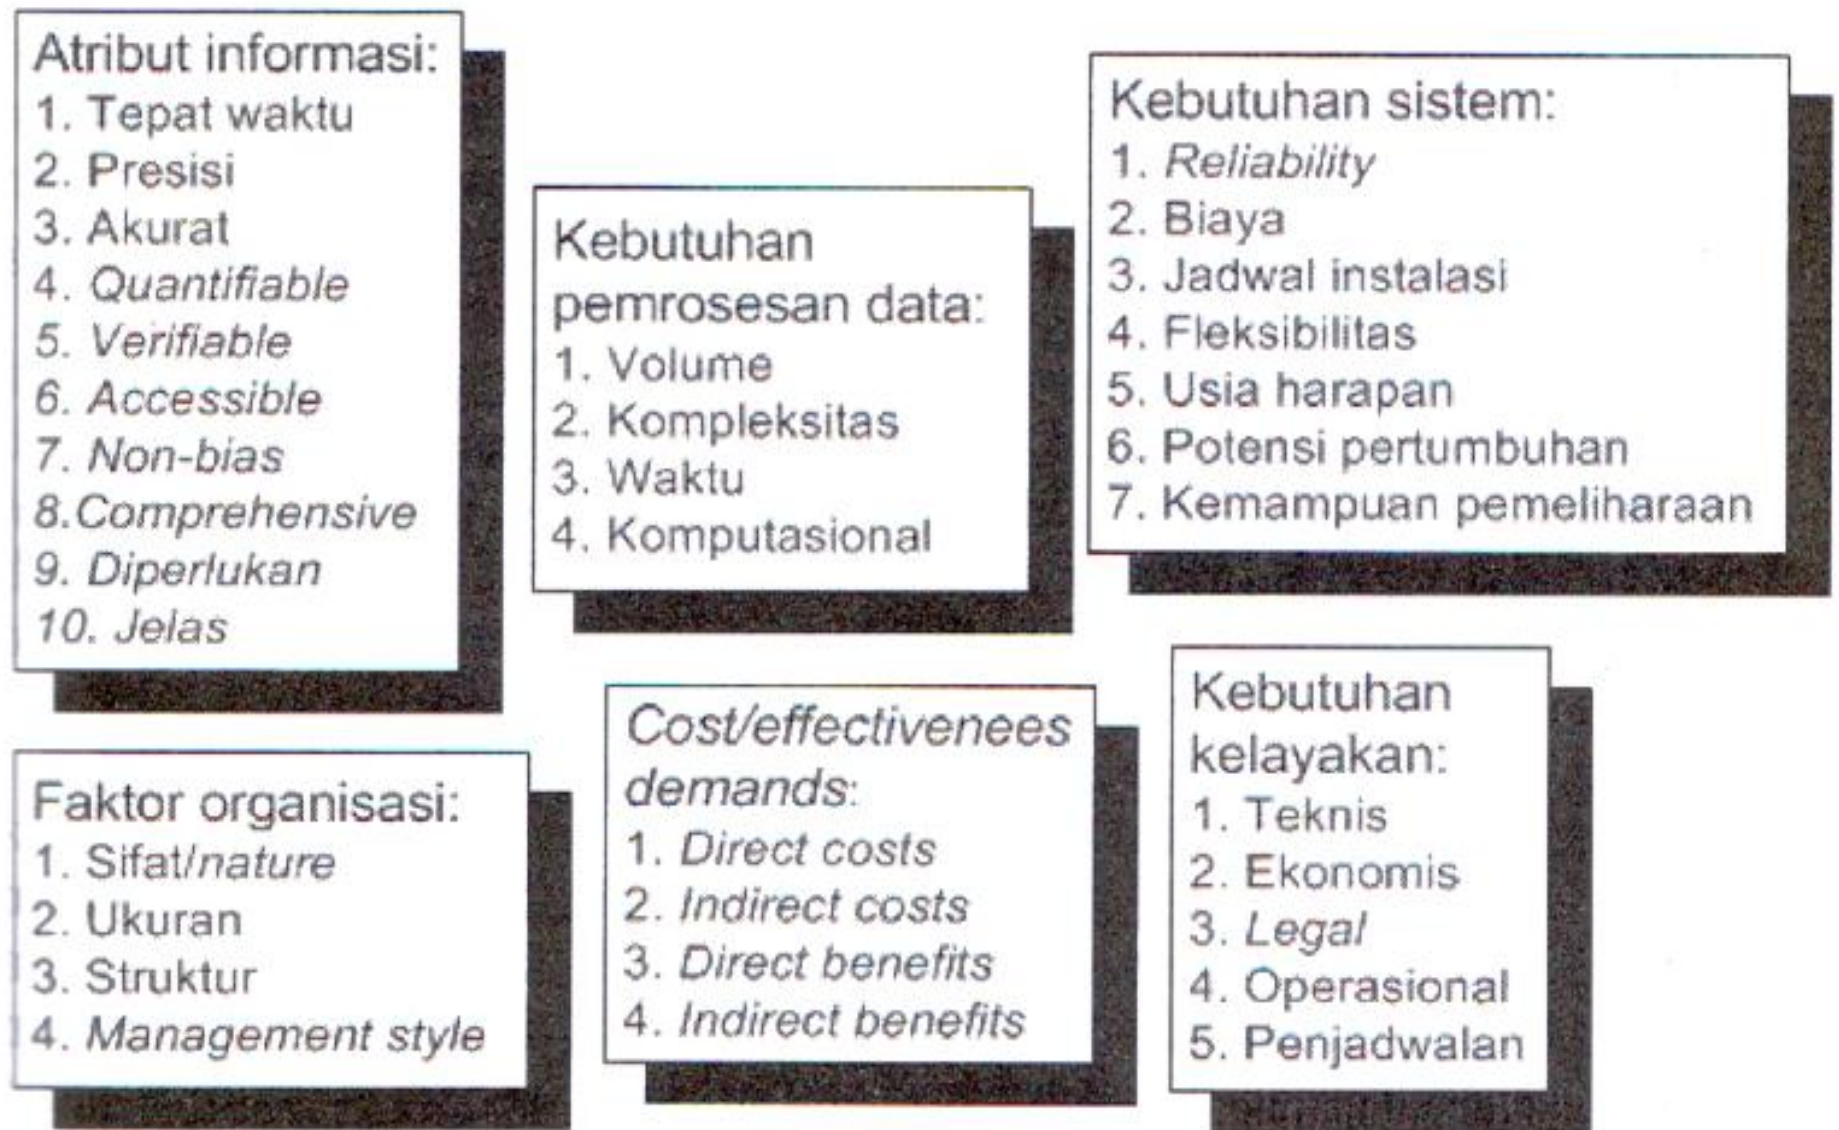 Atribut informasi:
1. Tepat waktu
2. Presisi
3. Akurat
4. Quantifiable
5. Verifiable
6. Accessible
7. Non-bias
8.Comprehensive
9. Diperlukan
10. Jelas
Kebutuhan
pemrosesan data:
1. Volume
2. Kompleksitas
3. Waktu
4. Komputasional
Kebutuhan sistem:
1. Reliability
2. Biaya
3. Jadwal instalasi
4. Fleksibilitas
5. Usia harapan
6. Potensi pertumbuhan
7. Kemampuan pemeliharaan
Faktor organisasi:
1. Sifat/nature
2. Ukuran
3. Struktur
4. Management style
Cost/effectivenees
demands:
1. Direct costs
2. Indirect costs
3. Direct benefits
4. Indirect benefits
Kebutuhan
kelayakan:
1. Teknis
2. Ekonomis
3. Legal
4. Operasional
5. Penjadwalan